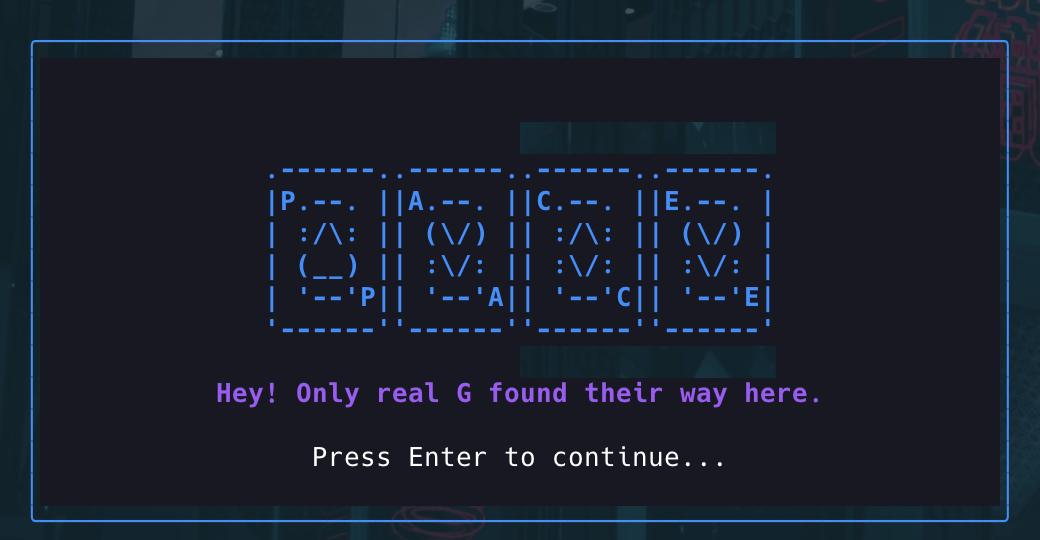 .------..------..------..------.
|P.--. ||A.--. ||C.--. ||E.--. |
| :/\: || (\/) || :/\: || (\/) |
| (__) || :\/: || :\/: || :\/: |
| '--'P|| '--'A|| '--'C|| '--'E|
'------''------''------''------'
Hey! Only real G found their way here.
Press Enter to continue...